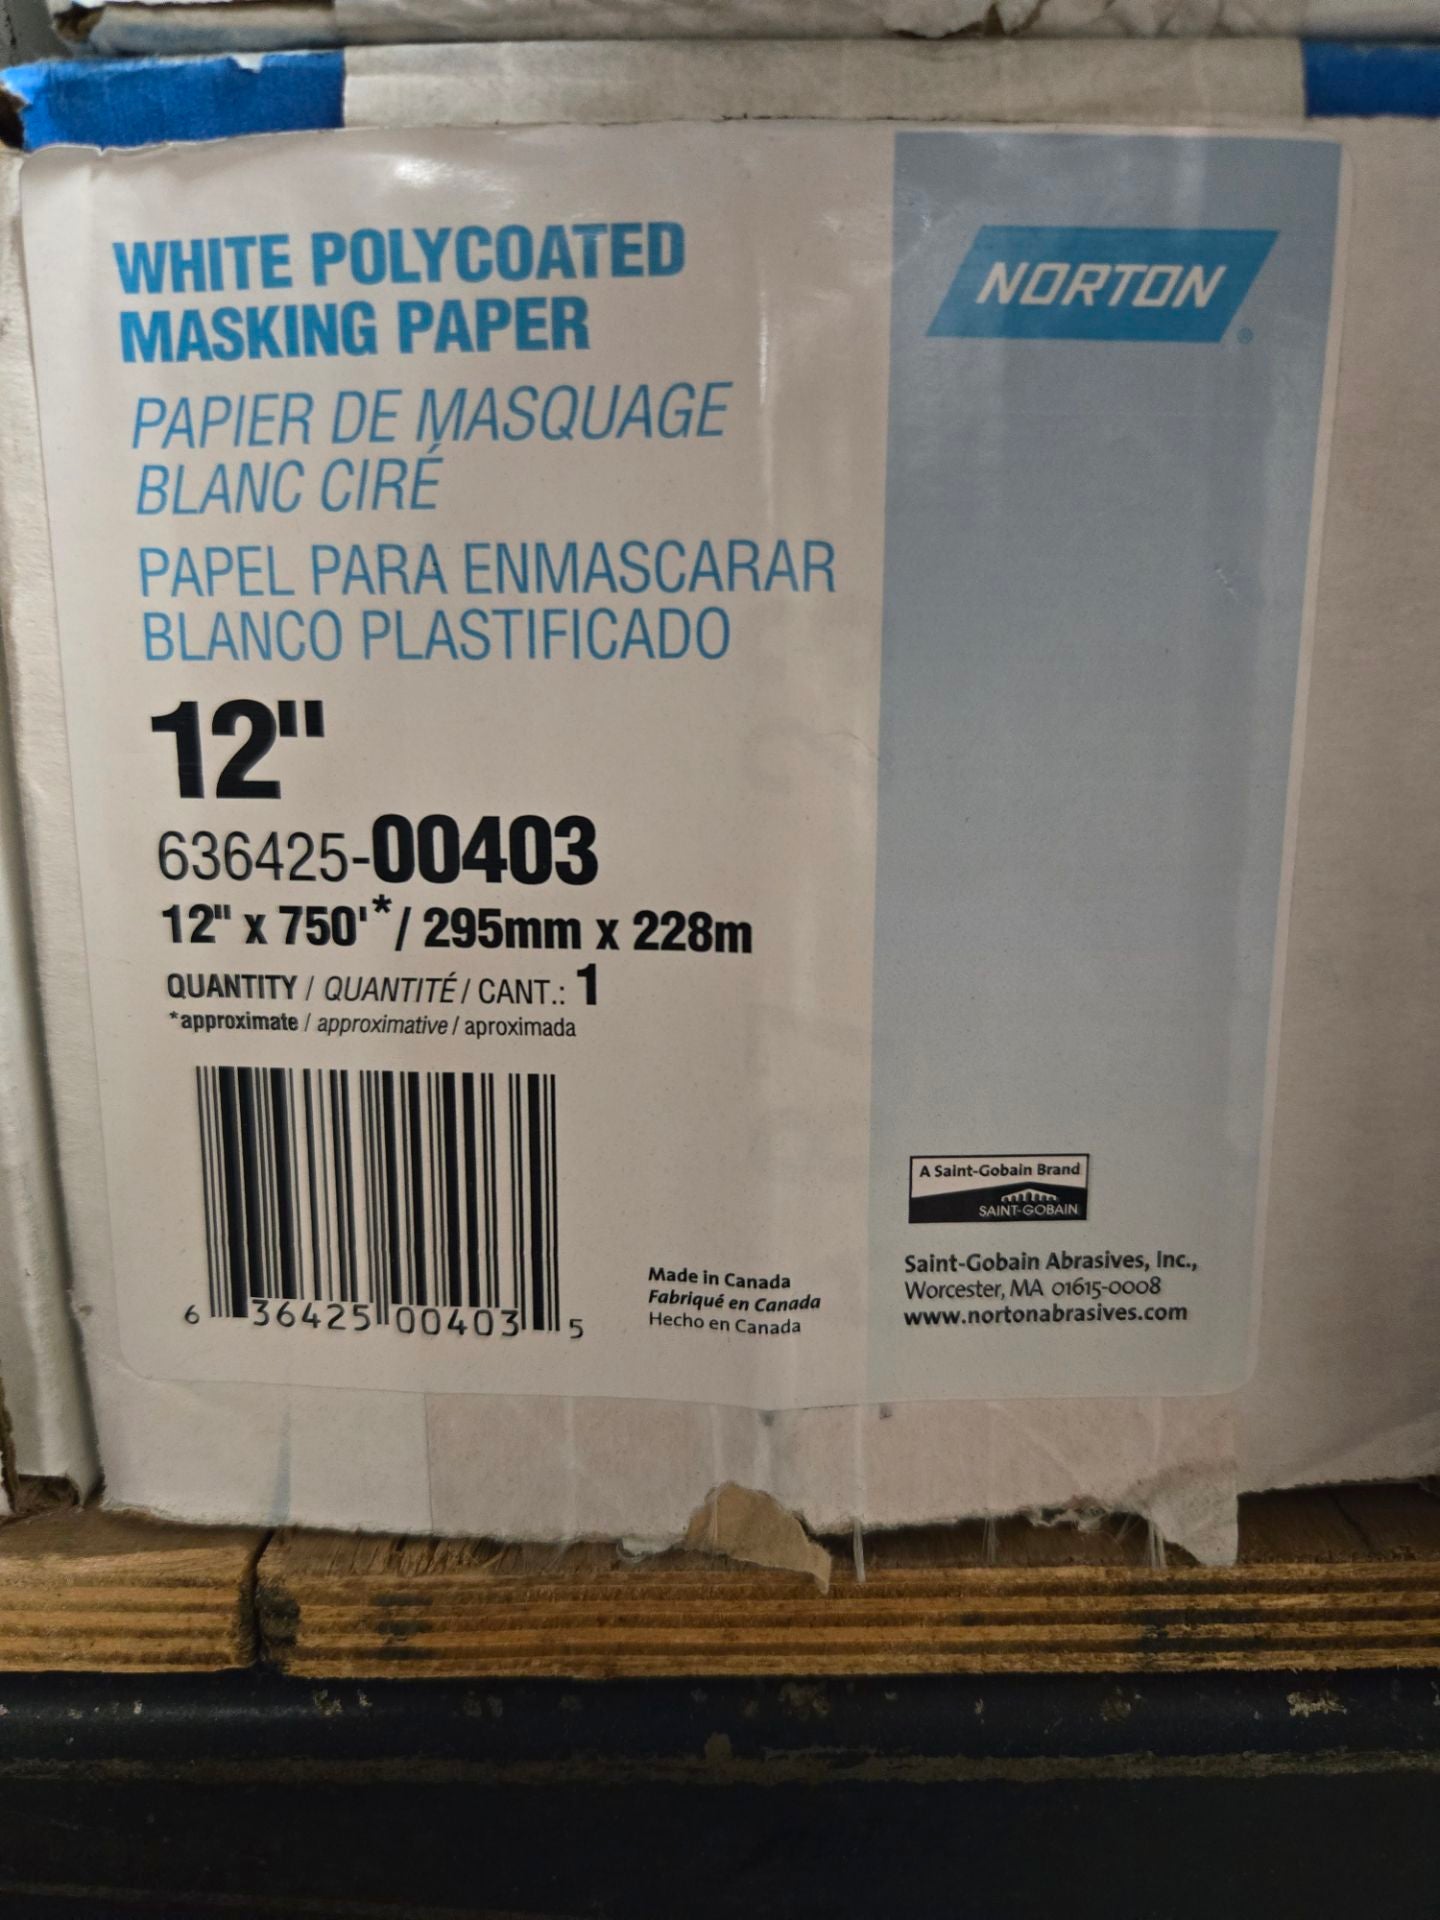 WHITE POLYCOATED
MASKING PAPER
PAPIER DE MASQUAGE
BLANC CIRÉ
PAPEL PARA ENMASCARAR
BLANCO PLASTIFICADO
12"
636425-00403
12" x 750'* / 295mm x 228m
QUANTITY / QUANTITÉ / CANT.: 1
*approximate / approximative / aproximada
6 36425 00403 5
Made in Canada
Fabriqué en Canada
Hecho en Canada
NORTON®
A Saint-Gobain Brand
SAINT-GOBAIN
Saint-Gobain Abrasives, Inc.,
Worcester, MA 01615-0008
www.nortonabrasives.com